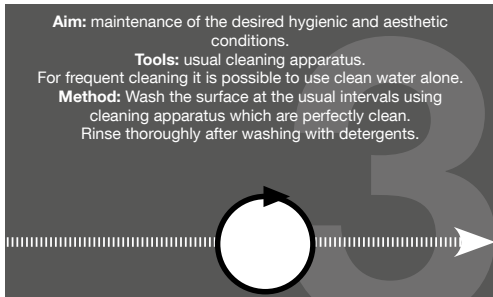 Aim: maintenance of the desired hygienic and aesthetic
conditions.
Tools: usual cleaning apparatus.
For frequent cleaning it is possible to use clean water alone.
Method: Wash the surface at the usual intervals using
cleaning apparatus which are perfectly clean.
Rinse thoroughly after washing with detergents.
3